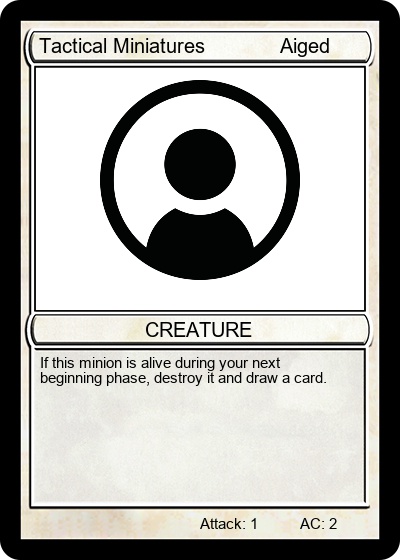 Tactical Miniatures Aiged
CREATURE
If this minion is alive during your next
beginning phase, destroy it and draw a card.
Attack: 1 AC: 2